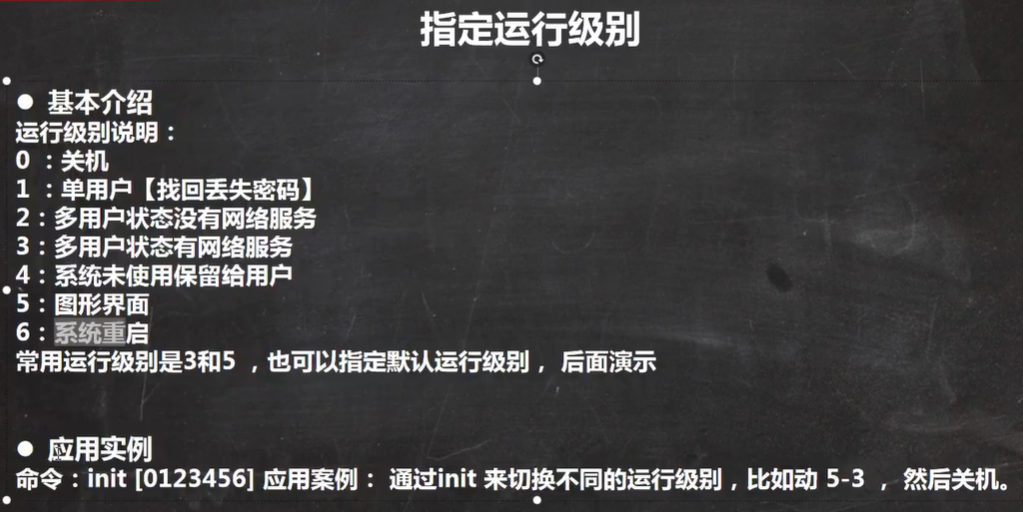 指定运行级别
● 基本介绍
运行级别说明：
0 ：关机
1 ：单用户【找回丢失密码】
2：多用户状态没有网络服务
3：多用户状态有网络服务
4：系统未使用保留给用户
5：图形界面
6：系统重启
常用运行级别是3和5 ，也可以指定默认运行级别， 后面演示
● 应用实例
命令：init [0123456] 应用案例： 通过init 来切换不同的运行级别，比如动 5-3 ， 然后关机。